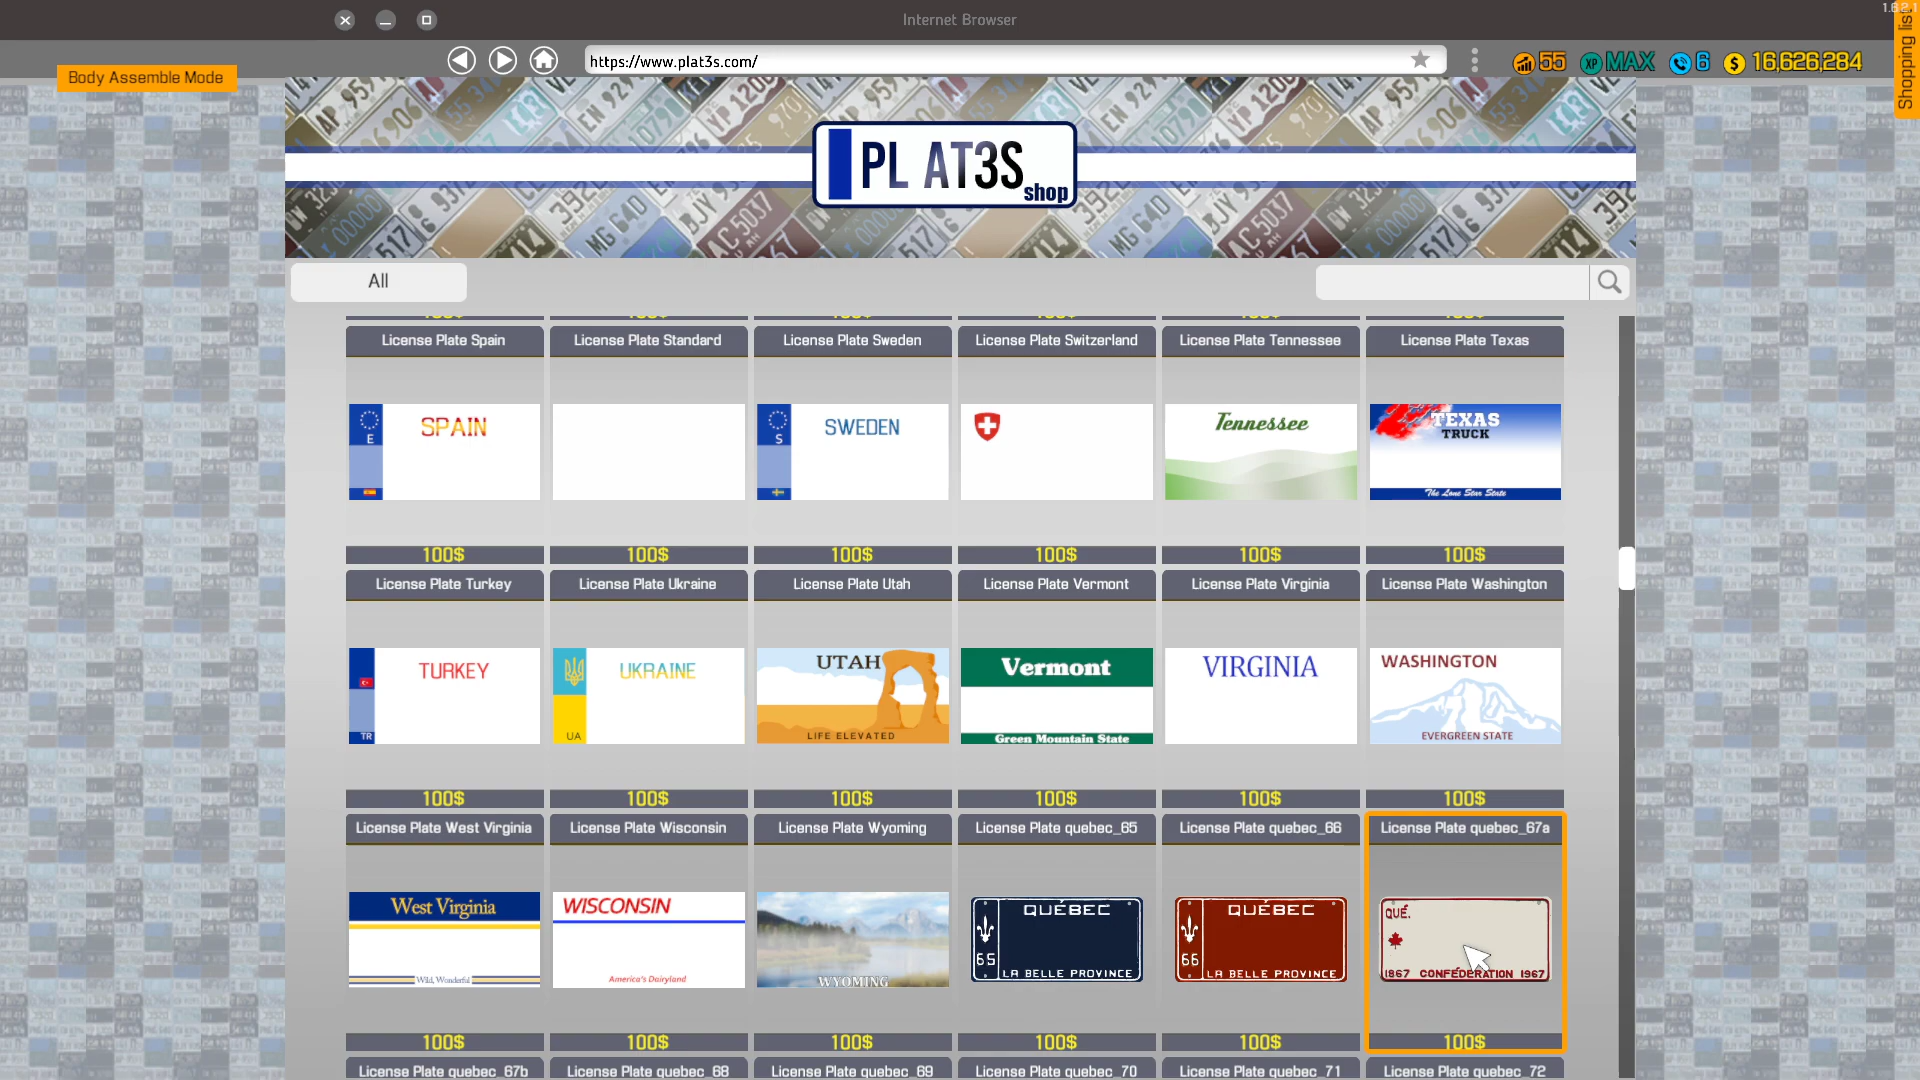 Internet Browser
1.6.2.1
Shopping list
https://www.plat3s.com/
55
XP MAX
6
$ 16,626,284
Body Assemble Mode
PL AT3S
shop
All
License Plate Spain
License Plate Standard
License Plate Sweden
License Plate Switzerland
License Plate Tennessee
License Plate Texas
E
SPAIN
S
SWEDEN
Tennessee
TEXAS
TRUCK
The Lone Star State
100$
100$
100$
100$
100$
100$
License Plate Turkey
License Plate Ukraine
License Plate Utah
License Plate Vermont
License Plate Virginia
License Plate Washington
TR
TURKEY
UA
UKRAINE
UTAH
LIFE ELEVATED
Vermont
Green Mountain State
VIRGINIA
WASHINGTON
EVERGREEN STATE
100$
100$
100$
100$
100$
100$
License Plate West Virginia
License Plate Wisconsin
License Plate Wyoming
License Plate quebec_65
License Plate quebec_66
License Plate quebec_67a
West Virginia
Wild, Wonderful
WISCONSIN
America's Dairyland
WYOMING
QUÉBEC
65
LA BELLE PROVINCE
QUÉBEC
66
LA BELLE PROVINCE
QUÉ.
1867 CONFÉDÉRATION 1967
100$
100$
100$
100$
100$
100$
License Plate quebec_67b
License Plate quebec_68
License Plate quebec_69
License Plate quebec_70
License Plate quebec_71
License Plate quebec_72